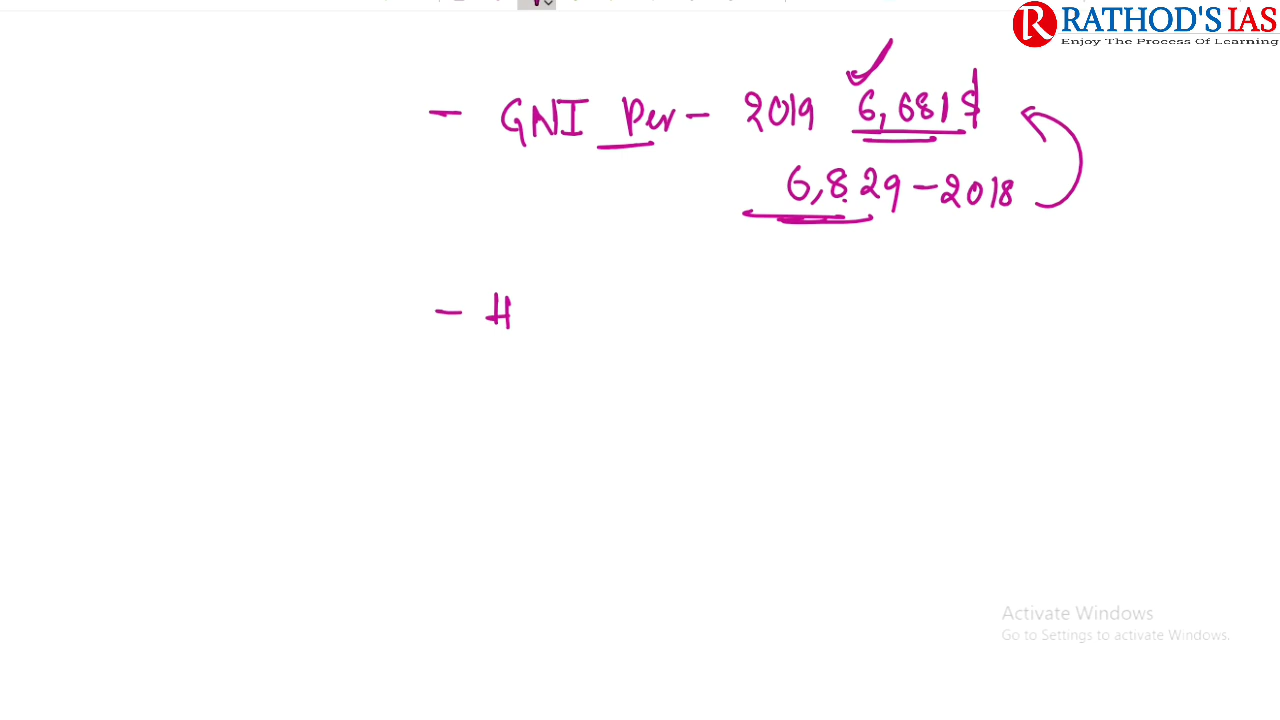 RATHOD'S IAS
Enjoy The Process Of Learning
- GNI Per - 2019 6,681$
6,829 - 2018
- H
Activate Windows
Go to Settings to activate Windows.